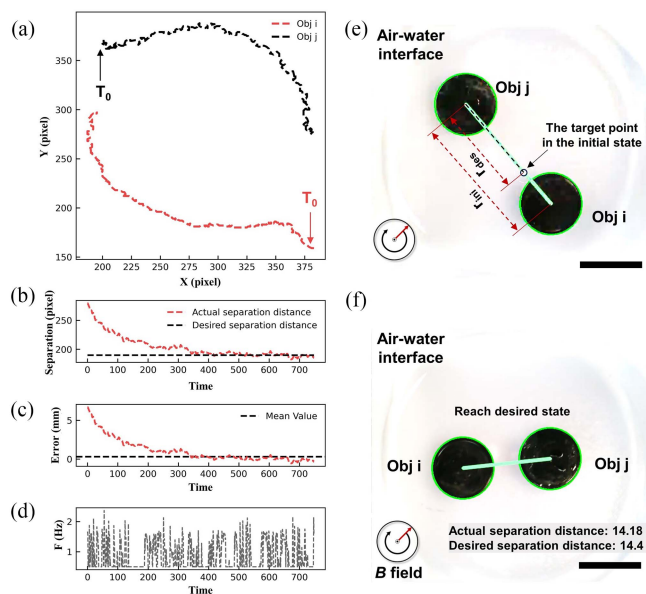 (a)
Obj i
Obj j
T0
T0
Y (pixel)
400
350
300
250
200
150
200 225 250 275 300 325 350 375
X (pixel)
(b)
Separation (pixel)
250
200
Actual separation distance
Desired separation distance
0 100 200 300 400 500 600 700
Time
(c)
Error (mm)
5
0
Mean Value
0 100 200 300 400 500 600 700
Time
(d)
F (Hz)
2
1
0 100 200 300 400 500 600 700
Time
(e)
Air-water
interface
Obj j
The target point
in the initial state
rdes
rini
Obj i
(f)
Air-water
interface
Reach desired state
Obj i
Obj j
B field
Actual separation distance: 14.18
Desired separation distance: 14.4